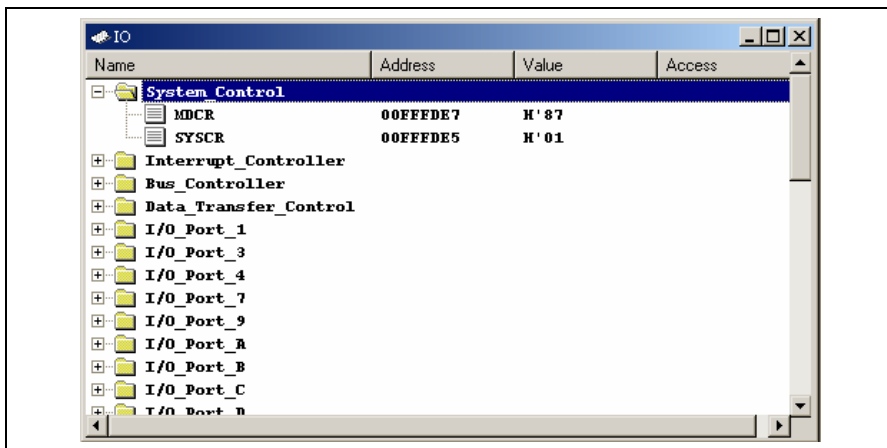 IO
Name Address Value Access
System_Control
MDCR 00FFFDE7 H'87
SYSCR 00FFFDE5 H'01
Interrupt_Controller
Bus_Controller
Data_Transfer_Control
I/O_Port_1
I/O_Port_3
I/O_Port_4
I/O_Port_7
I/O_Port_9
I/O_Port_A
I/O_Port_B
I/O_Port_C
I/O_Port_D